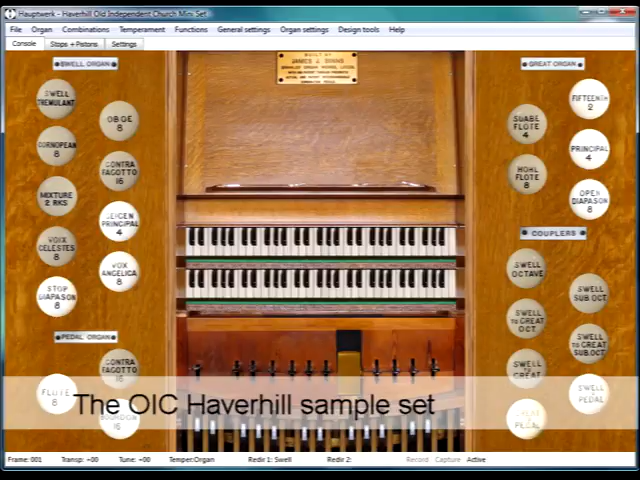 Hauptwerk - Haverhill Old Independent Church Mini Set
File Organ Combinations Temperament Functions General settings Organ settings Design tools Help
Console Stops + Pistons Settings
SWELL ORGAN
SWELL
TREMULANT
OBOE
8
CORNOPEAN
8
CONTRA
FAGOTTO
16
MIXTURE
2 RKS
PRINCIPAL
4
VOIX
CELESTES
8
VOX
ANGELICA
8
STOP
DIAPASON
8
PEDAL ORGAN
CONTRA
FAGOTTO
16
FLUTE
8
BOURDON
16
BUILT BY
JAMES J. BINNS
GREAT ORGAN
FIFTEENTH
2
SUABE
FLOTE
4
PRINCIPAL
4
HOHL
FLOTE
8
OPEN
DIAPASON
8
COUPLERS
SWELL
OCTAVE
SWELL
SUB.OCT
SWELL
TO GREAT
OCT
SWELL
TO GREAT
SUB.OCT
SWELL
TO
GREAT
SWELL
PEDAL
GREAT
PEDAL
The OIC Haverhill sample set
Frame: 001 Transp: +00 Tune: +00 Temper:Organ Redir 1: Swell Redir 2: Record Capture Active